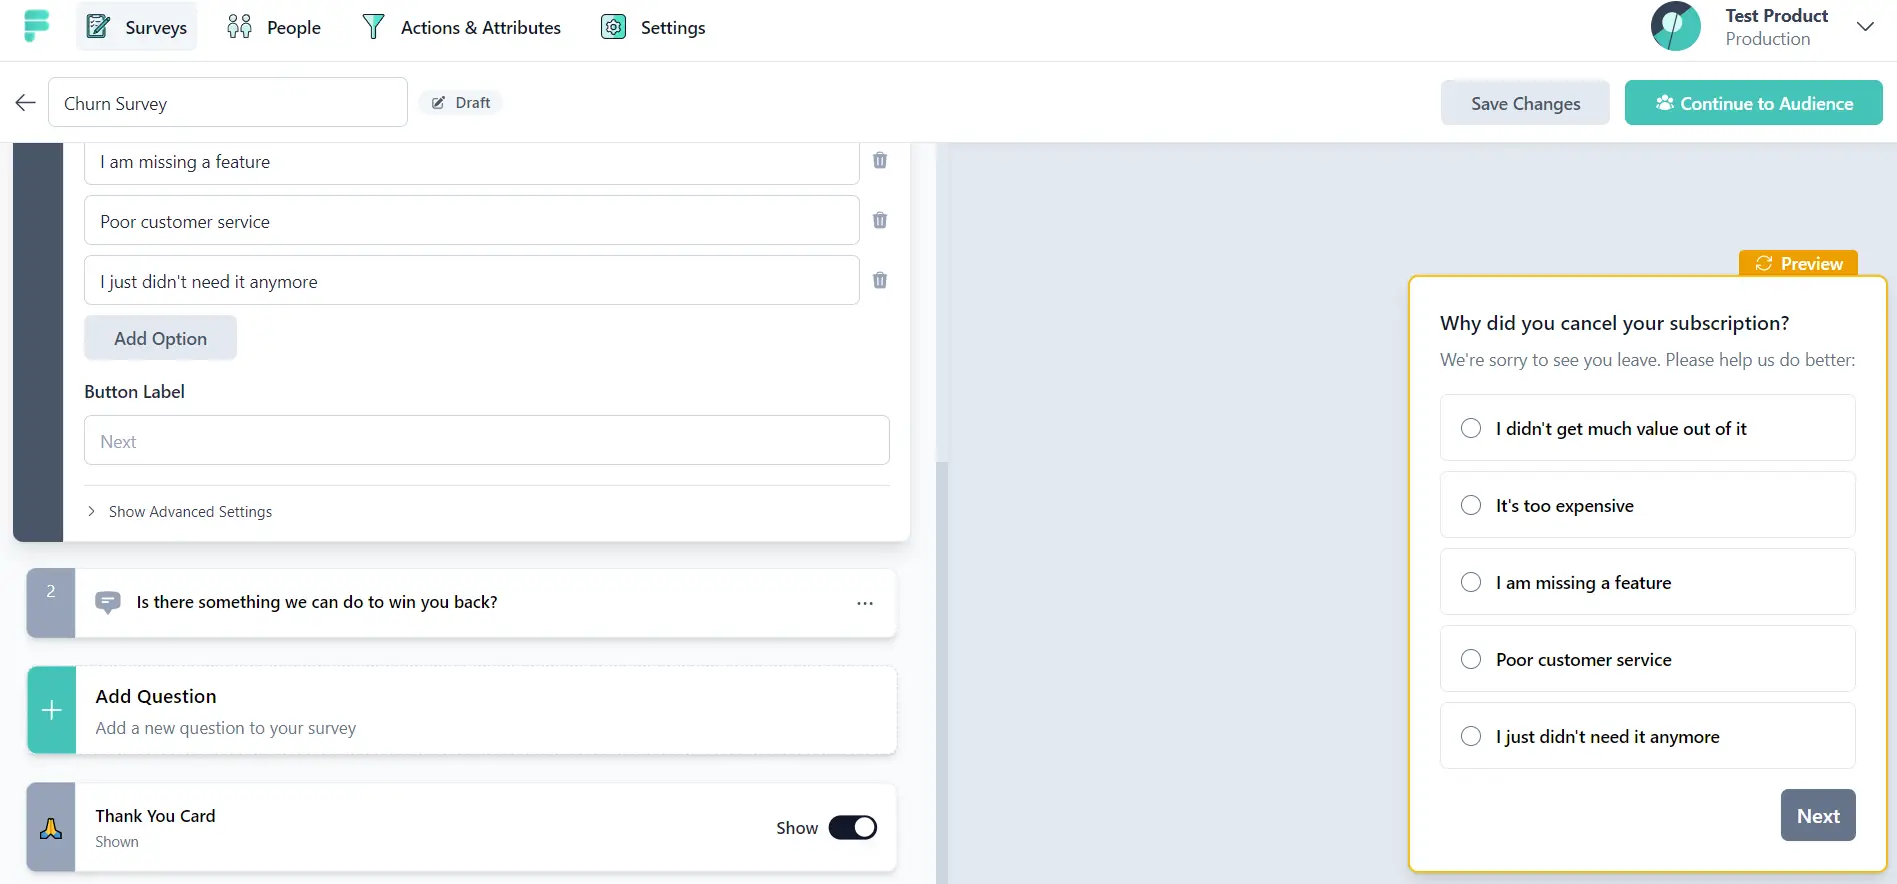 Surveys
People
Actions & Attributes
Settings
Test Product
Production
Churn Survey
Draft
Save Changes
Continue to Audience
I am missing a feature
Poor customer service
I just didn't need it anymore
Add Option
Button Label
Next
Show Advanced Settings
2
Is there something we can do to win you back?
Add Question
Add a new question to your survey
Thank You Card
Shown
Show
Preview
Why did you cancel your subscription?
We're sorry to see you leave. Please help us do better:
I didn't get much value out of it
It's too expensive
I am missing a feature
Poor customer service
I just didn't need it anymore
Next